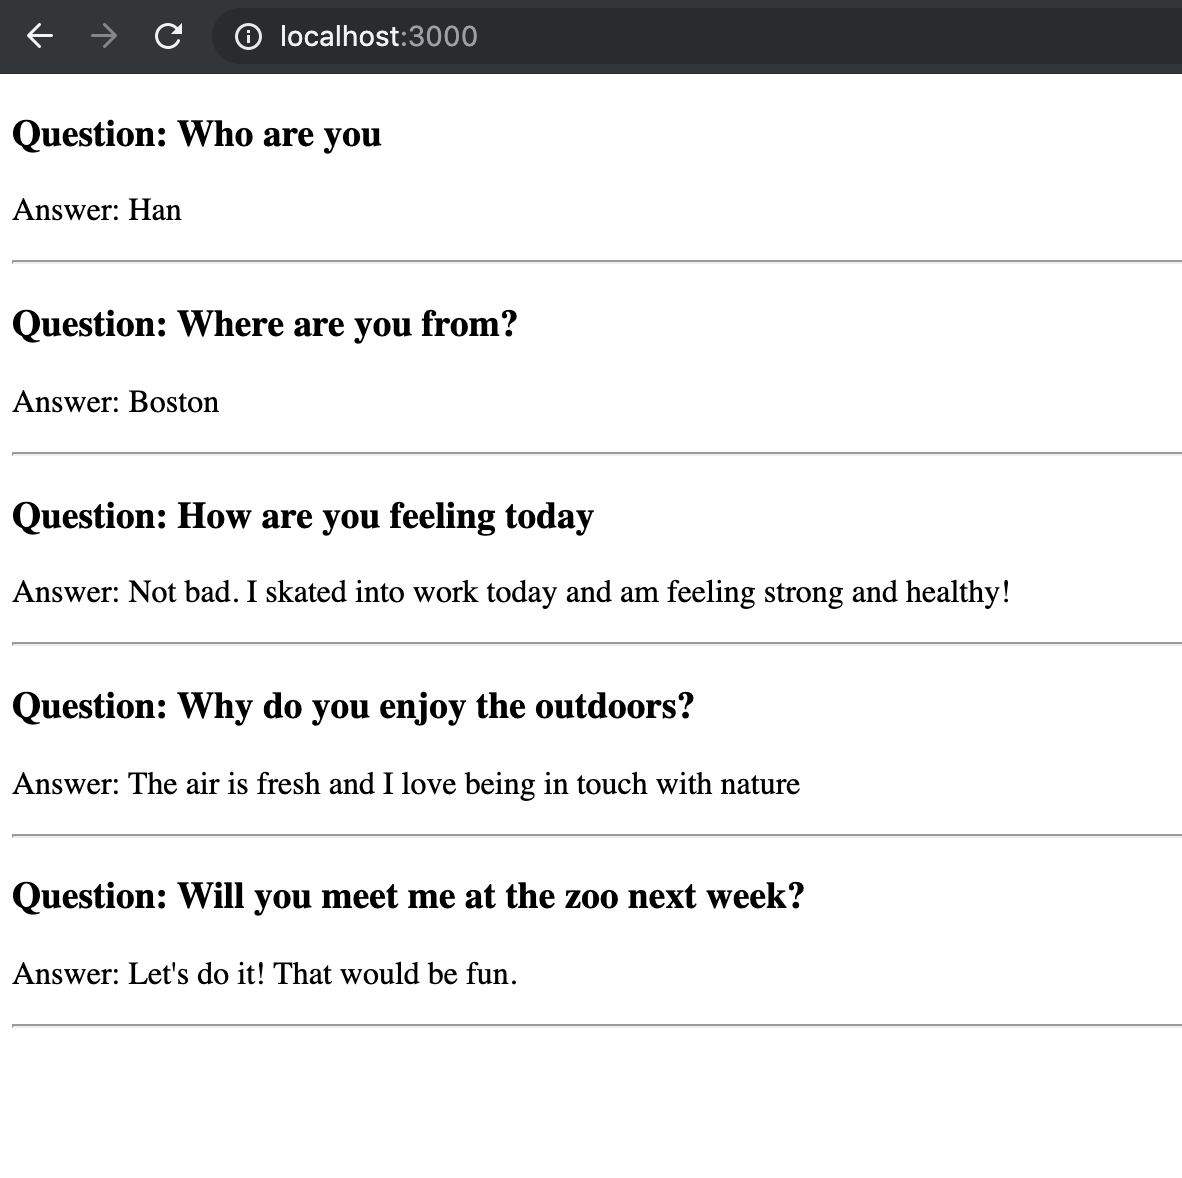 localhost:3000
Question: Who are you
Answer: Han
Question: Where are you from?
Answer: Boston
Question: How are you feeling today
Answer: Not bad. I skated into work today and am feeling strong and healthy!
Question: Why do you enjoy the outdoors?
Answer: The air is fresh and I love being in touch with nature
Question: Will you meet me at the zoo next week?
Answer: Let's do it! That would be fun.